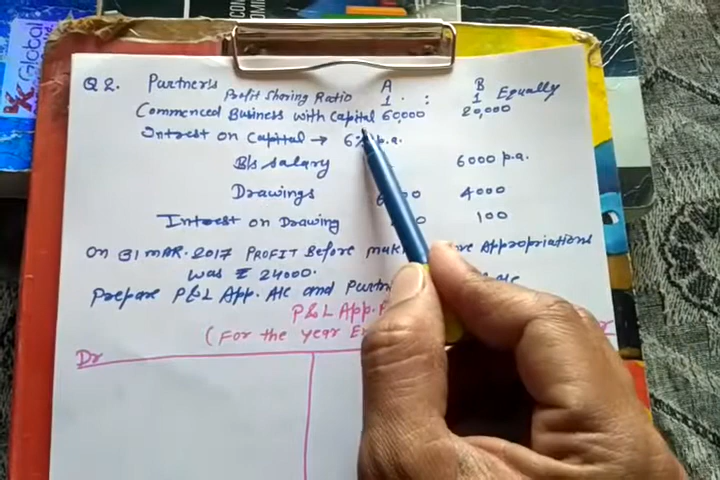 Q 2. Partners A B
Profit Sharing Ratio 1 : 1 Equally
Commenced Business with Capital 60,000 20,000
Interest on Capital → 6% p.a.
B's salary 6000 p.a.
Drawings 4000
Interest on Drawing 100
On 31 MAR. 2017 PROFIT Before Appropriations
was ₹ 24000.
Prepare P&L App. A/c and
P&L App.
(For the year
Dr
Global